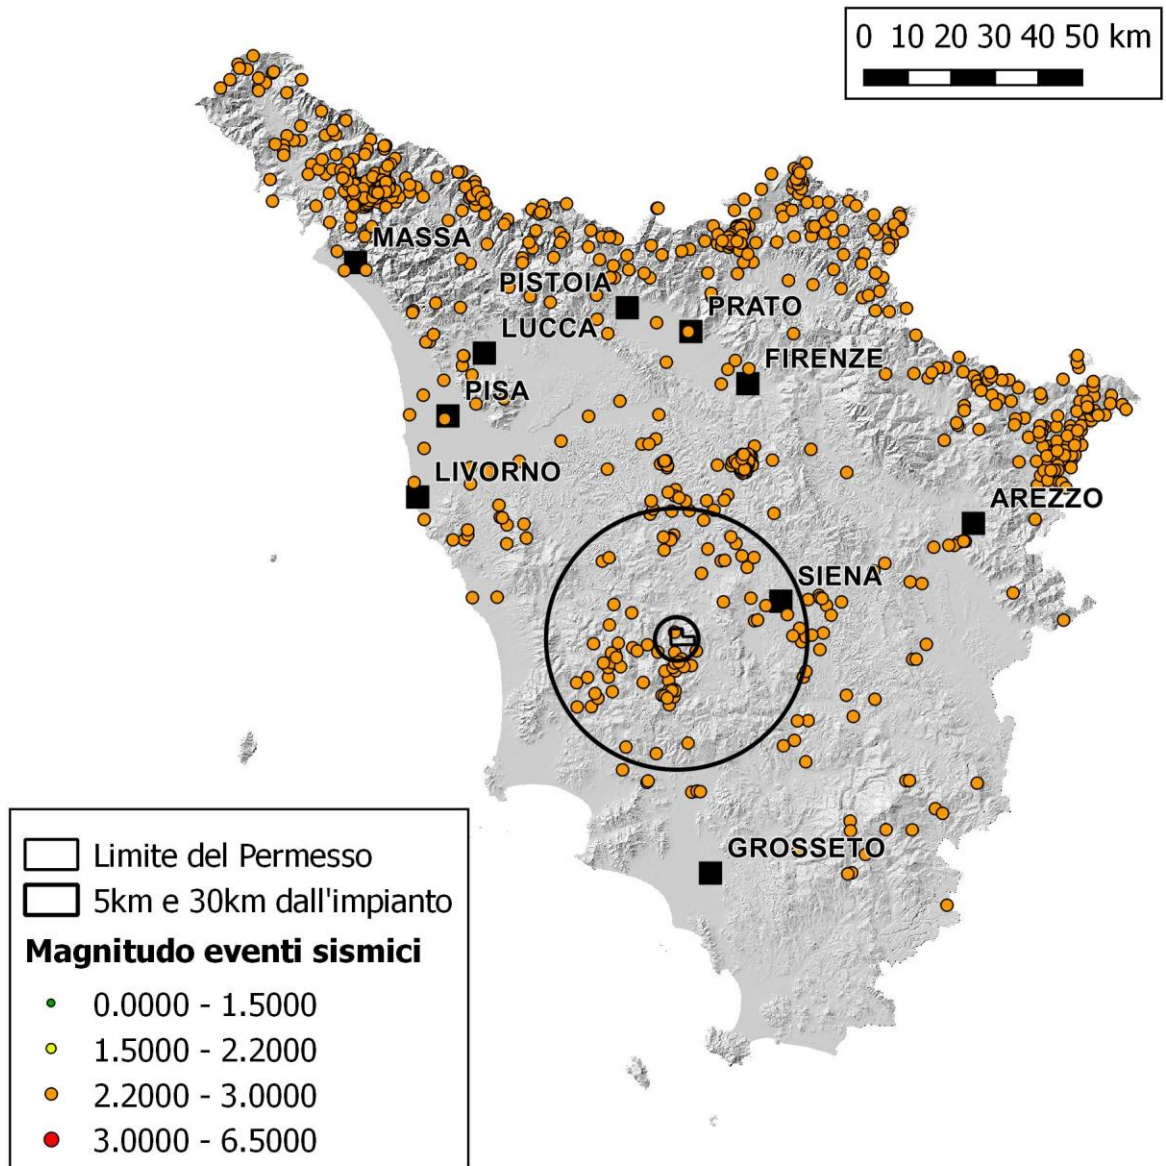 0 10 20 30 40 50 km
MASSA
PISTOIA
PRATO
LUCCA
FIRENZE
PISA
LIVORNO
AREZZO
SIENA
GROSSETO
Limite del Permesso
5km e 30km dall'impianto
Magnitudo eventi sismici
0.0000 - 1.5000
1.5000 - 2.2000
2.2000 - 3.0000
3.0000 - 6.5000